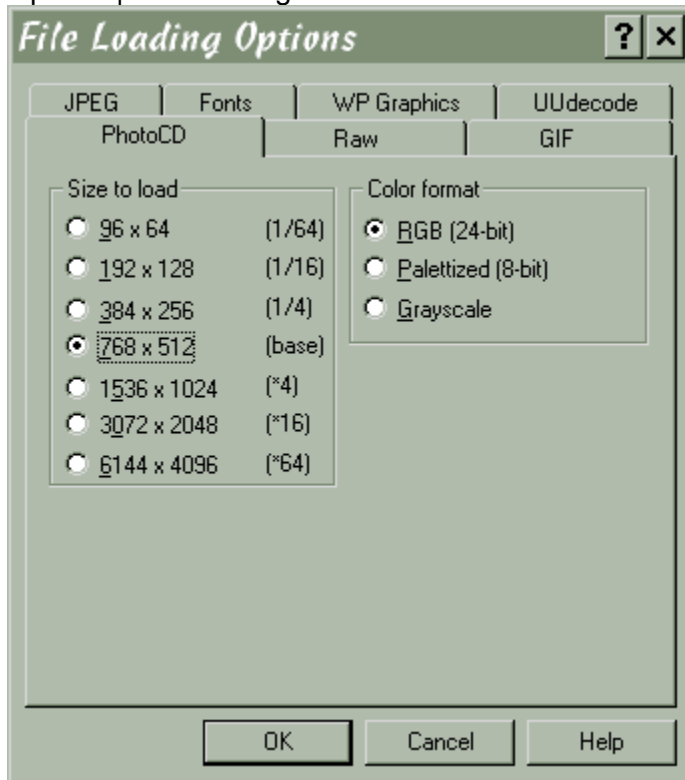 File Loading Options ? ×
JPEG Fonts WP Graphics UUdecode
PhotoCD Raw GIF
Size to load
96 x 64 (1/64)
192 x 128 (1/16)
384 x 256 (1/4)
768 x 512 (base)
1536 x 1024 (*4)
3072 x 2048 (*16)
6144 x 4096 (*64)
Color format
RGB (24-bit)
Palettized (8-bit)
Grayscale
OK Cancel Help